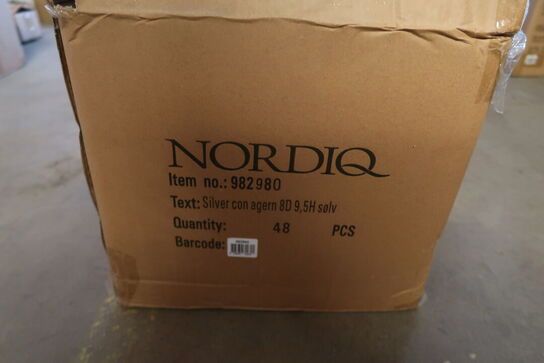 NORDIQ
Item no.: 982980
Text: Silver con agern 8D 9,5H sølv
Quantity: 48 PCS
Barcode: